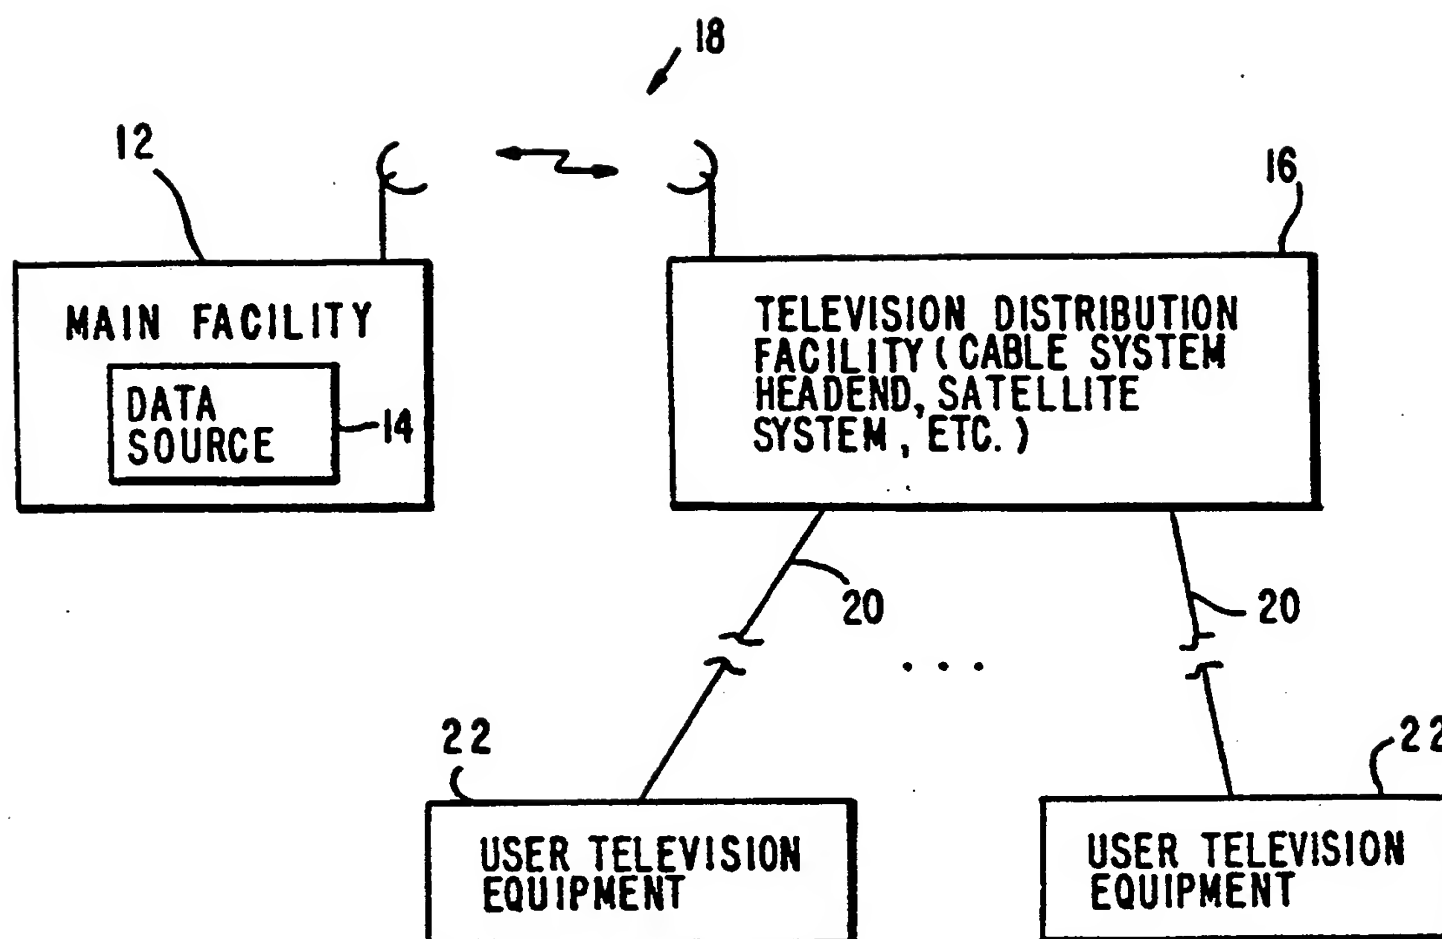 18
12
16
MAIN FACILITY
DATA
SOURCE
14
TELEVISION DISTRIBUTION
FACILITY (CABLE SYSTEM
HEADEND, SATELLITE
SYSTEM, ETC.)
20
20
. . .
22
22
USER TELEVISION
EQUIPMENT
USER TELEVISION
EQUIPMENT